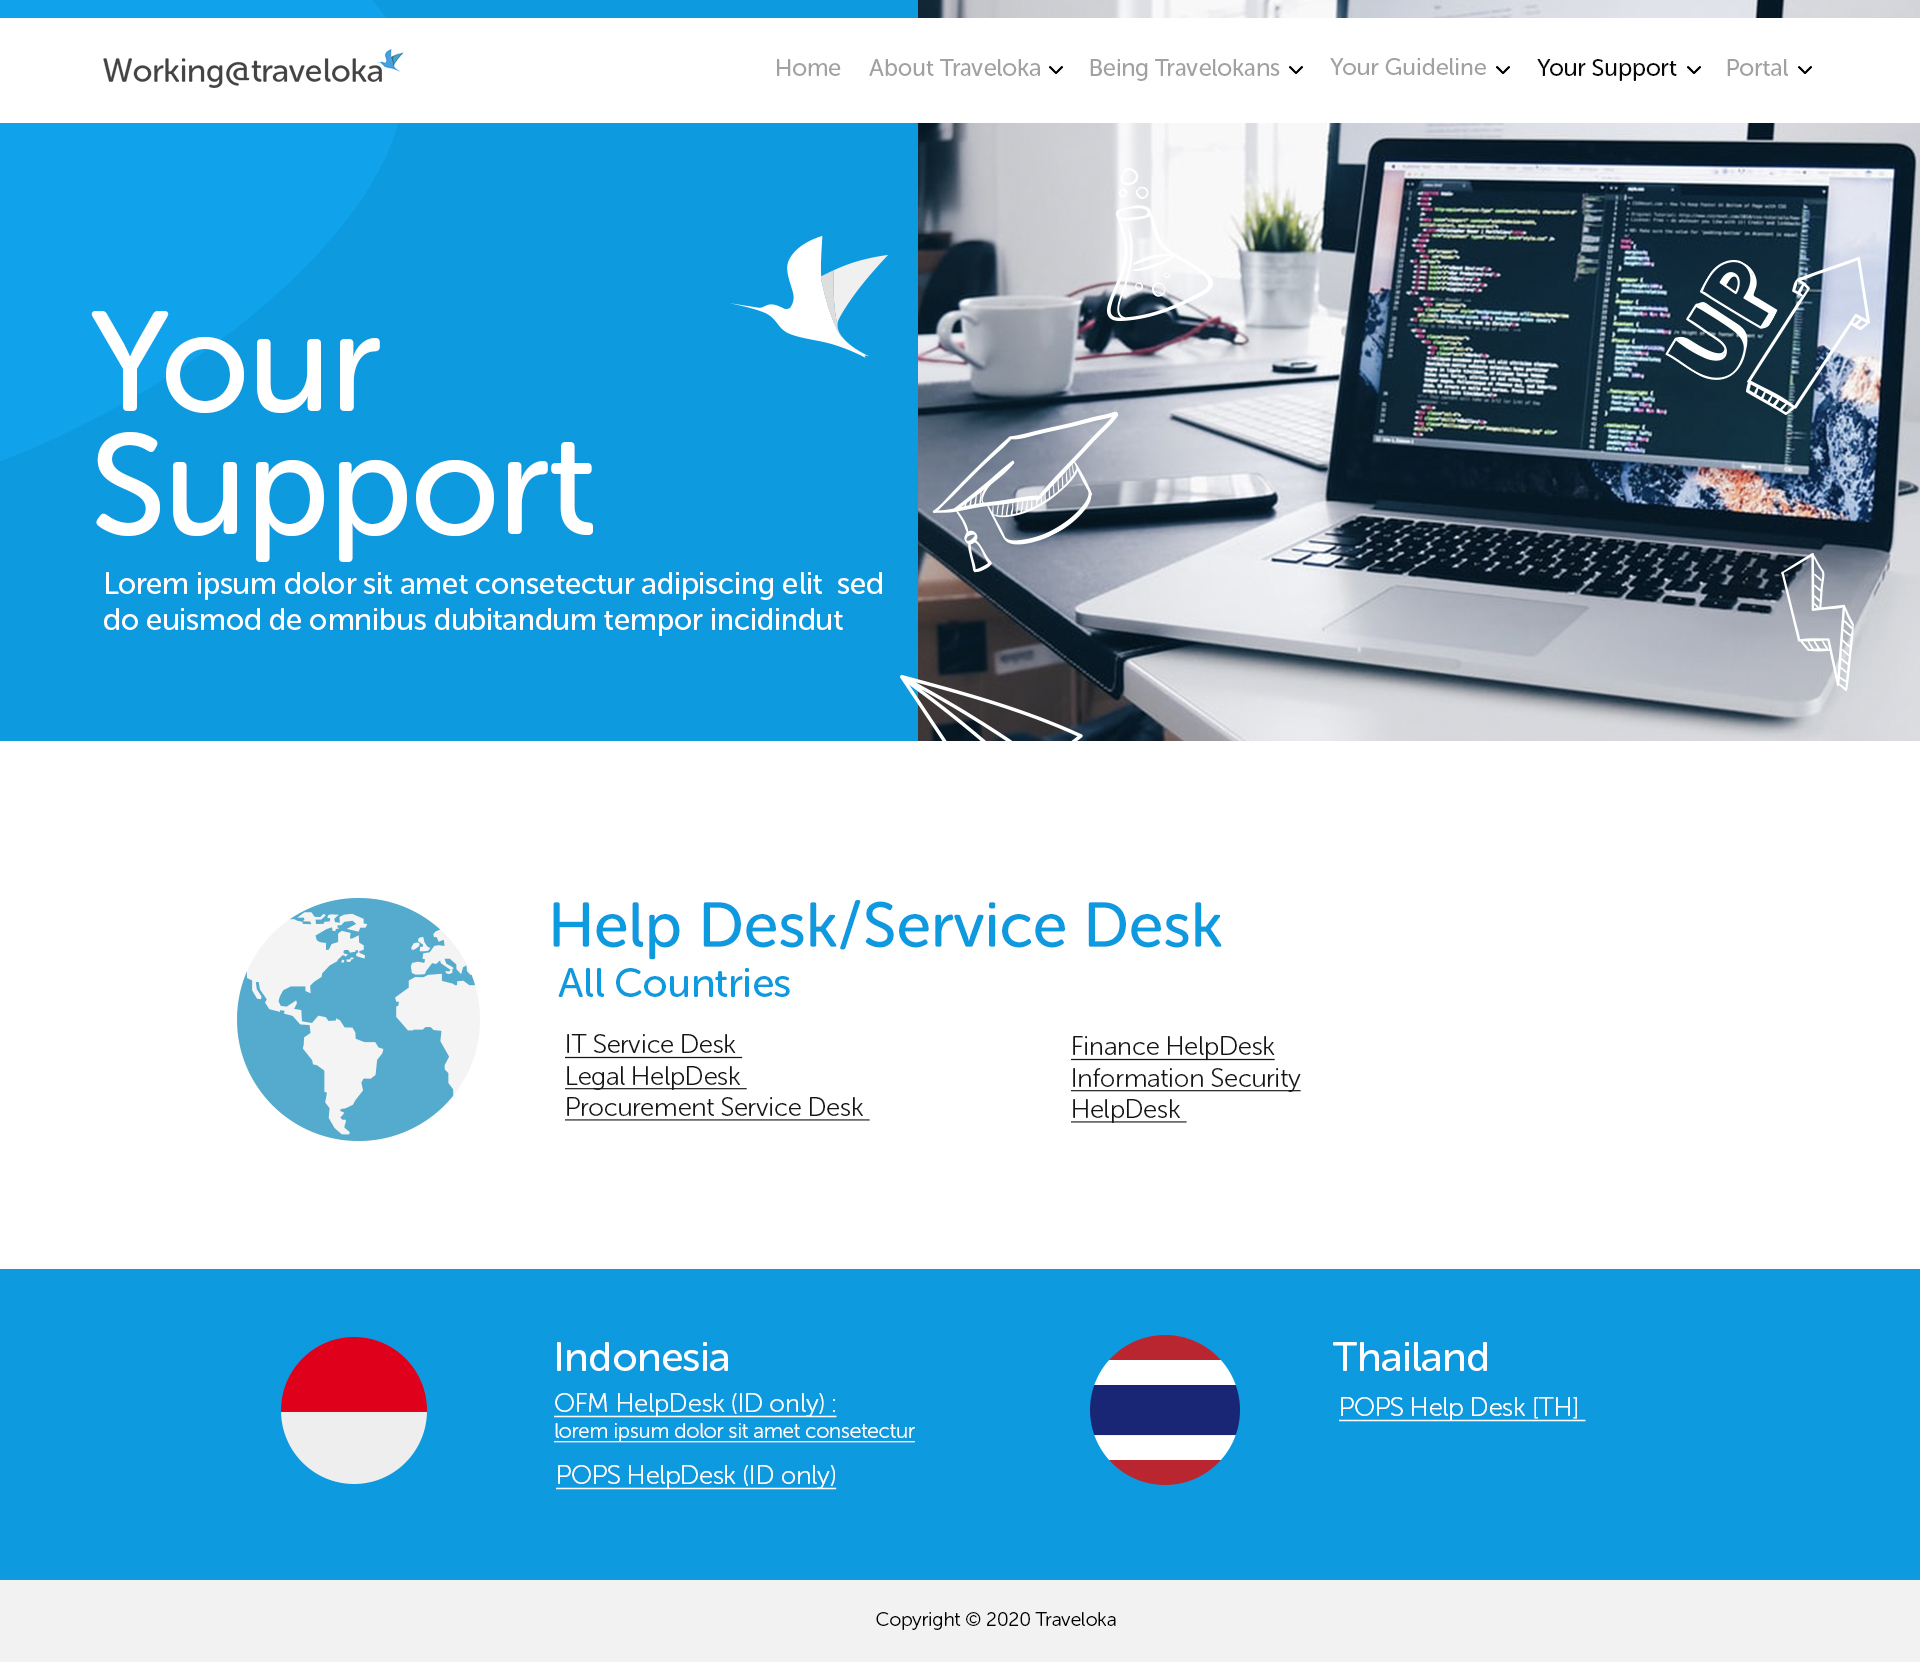 Working@traveloka
Home About Traveloka Being Travelokans Your Guideline Your Support Portal
Your
Support
Lorem ipsum dolor sit amet consectetur adipiscing elit sed
do euismod de omnibus dubitandum tempor incidindut
UP
Help Desk/Service Desk
All Countries
IT Service Desk
Legal HelpDesk
Procurement Service Desk
Finance HelpDesk
Information Security
HelpDesk
Indonesia
OFM HelpDesk (ID only) :
lorem ipsum dolor sit amet consectetur
POPS HelpDesk (ID only)
Thailand
POPS Help Desk [TH]
Copyright © 2020 Traveloka